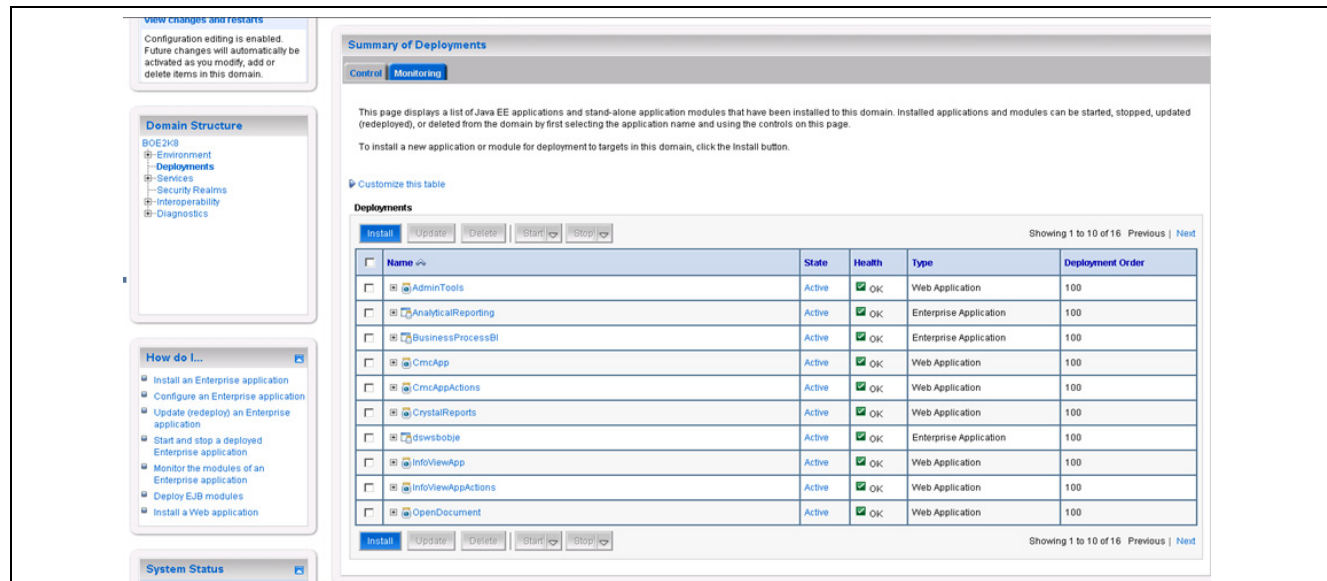 View changes and restarts
Configuration editing is enabled.
Future changes will automatically be
activated as you modify, add or
delete items in this domain.
Domain Structure
BOE2K8
Environment
Deployments
Services
Security Realms
Interoperability
Diagnostics
How do I...
Install an Enterprise application
Configure an Enterprise application
Update (redeploy) an Enterprise
application
Start and stop a deployed
Enterprise application
Monitor the modules of an
Enterprise application
Deploy EJB modules
Install a Web application
System Status
Summary of Deployments
Control Monitoring
This page displays a list of Java EE applications and stand-alone application modules that have been installed to this domain. Installed applications and modules can be started, stopped, updated
(redeployed), or deleted from the domain by first selecting the application name and using the controls on this page.
To install a new application or module for deployment to targets in this domain, click the Install button.
Customize this table
Deployments
Install Update Delete Start Stop Showing 1 to 10 of 16 Previous | Next
Name State Health Type Deployment Order
AdminTools Active OK Web Application 100
AnalyticalReporting Active OK Enterprise Application 100
BusinessProcessBI Active OK Enterprise Application 100
CmcApp Active OK Web Application 100
CmcAppActions Active OK Web Application 100
CrystalReports Active OK Web Application 100
dswsbobje Active OK Enterprise Application 100
InfoViewApp Active OK Web Application 100
InfoViewAppActions Active OK Web Application 100
OpenDocument Active OK Web Application 100
Install Update Delete Start Stop Showing 1 to 10 of 16 Previous | Next